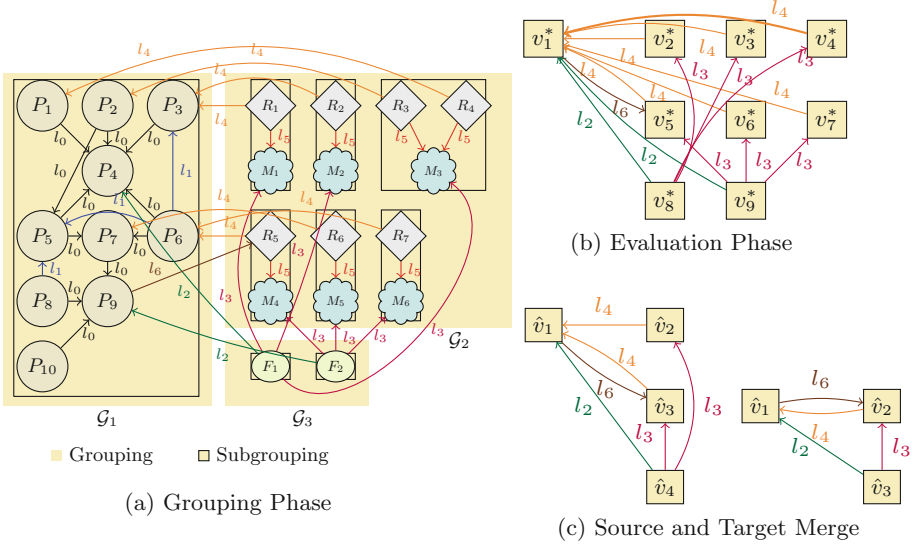 l₄
P₁ P₂ P₃ l₄ l₄ l₄ R₁ R₂ R₃ R₄
l₀ l₀ l₀ l₅ l₅ l₅ l₅
l₀ P₄ l₁ M₁ M₂ M₃
l₁ l₀ l₀ l₄ l₄ l₄
P₅ l₀ P₇ l₀ P₆ R₅ l₃ R₆ R₇
l₁ l₀ l₆ l₅ l₅ l₅
P₈ l₀ P₉ l₂ l₃ M₄ M₅ M₆
l₀ l₃ l₃ l₃ l₃ 𝒢₂
P₁₀ l₂ F₁ F₂
𝒢₁ 𝒢₃
Grouping Subgrouping
(a) Grouping Phase
l₄
v₁* v₂* v₃* v₄*
l₄ l₄ l₃ l₃ l₃
l₄ l₄ l₄
l₂ l₆ v₅* v₆* v₇*
l₂ l₃ l₃ l₃
v₈* v₉*
(b) Evaluation Phase
v̂₁ l₄ v̂₂
l₄
l₆ v̂₃ l₃
l₂ l₃
v̂₄
v̂₁ l₆ v̂₂
l₂ l₄ l₃
v̂₃
(c) Source and Target Merge